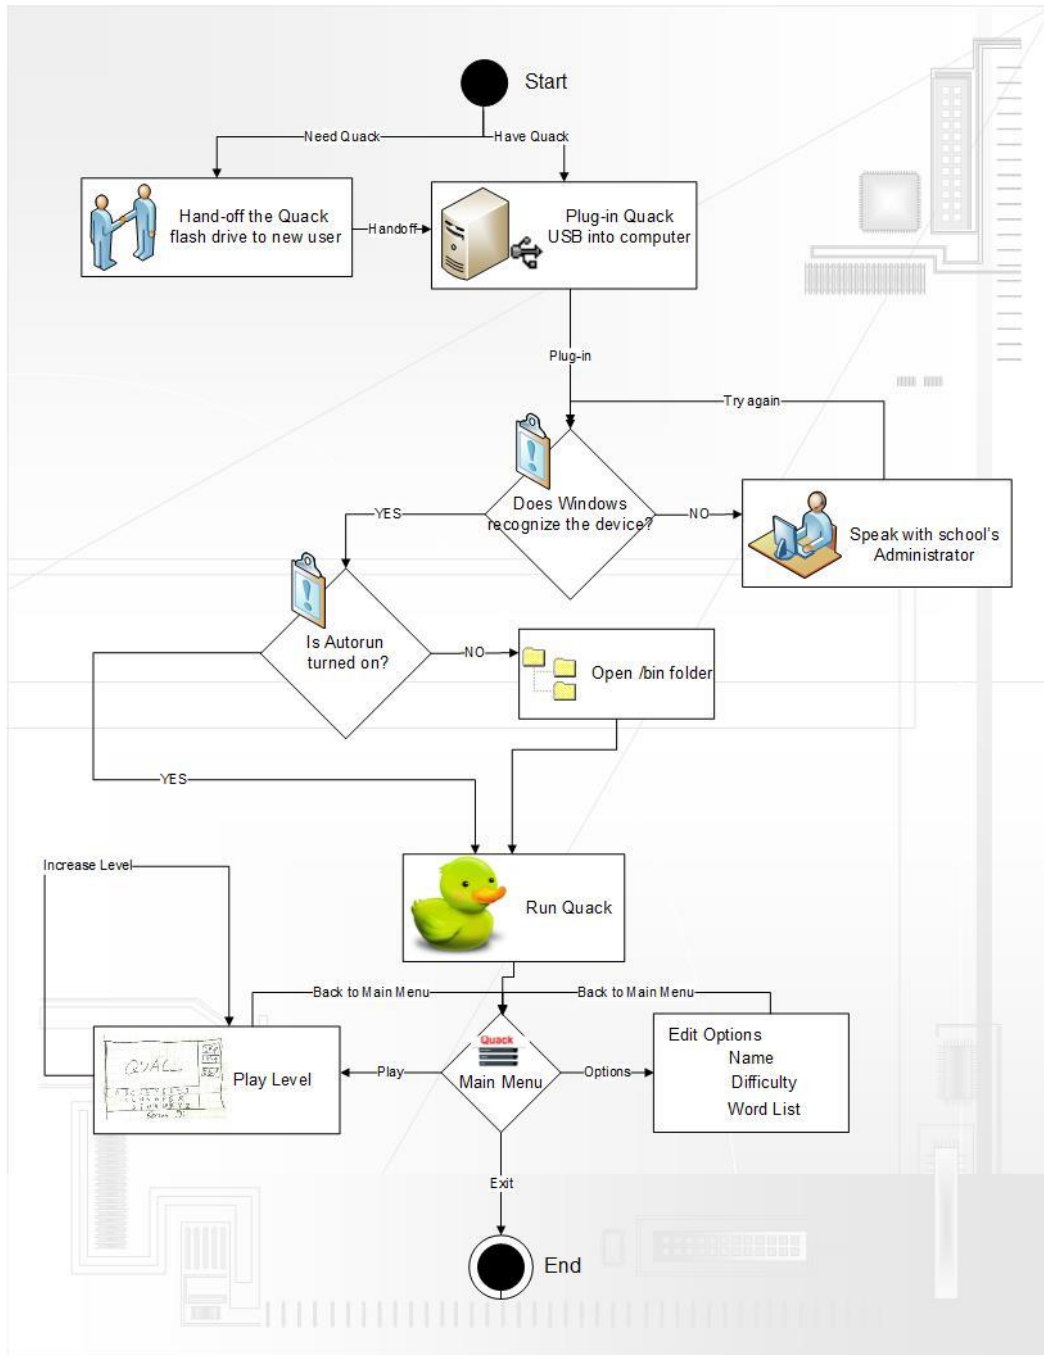 Start
Need Quack
Have Quack
Hand-off the Quack
flash drive to new user
Handoff
Plug-in Quack
USB into computer
Plug-in
Try again
Does Windows
recognize the device?
YES
NO
Speak with school's
Administrator
Is Autorun
turned on?
NO
Open /bin folder
YES
Increase Level
Run Quack
Back to Main Menu
Back to Main Menu
Play Level
Play
Quack
Main Menu
Options
Edit Options
Name
Difficulty
Word List
Exit
End